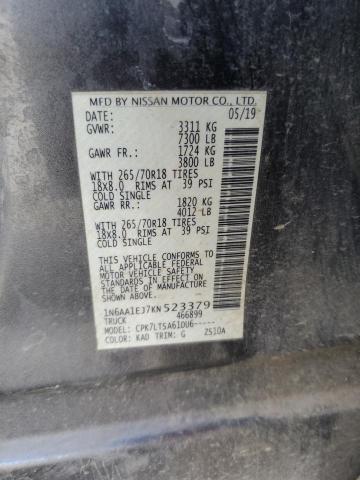 MFD BY NISSAN MOTOR CO., LTD.
DATE: 05/19
GVWR: 3311 KG
7300 LB
GAWR FR.: 1724 KG
3800 LB
WITH 265/70R18 TIRES
18X8.0 RIMS AT 39 PSI
COLD SINGLE
GAWR RR.: 1820 KG
4012 LB
WITH 265/70R18 TIRES
18X8.0 RIMS AT 39 PSI
COLD SINGLE
THIS VEHICLE CONFORMS TO
ALL APPLICABLE FEDERAL
MOTOR VEHICLE SAFETY
STANDARDS IN EFFECT ON
THE DATE OF MANUFACTURE
SHOWN ABOVE.
1N6AA1EJ7KN523379
TRUCK 466899
MODEL: CPK7LTSA61DU6-----
COLOR: KAD TRIM: G ZS10A